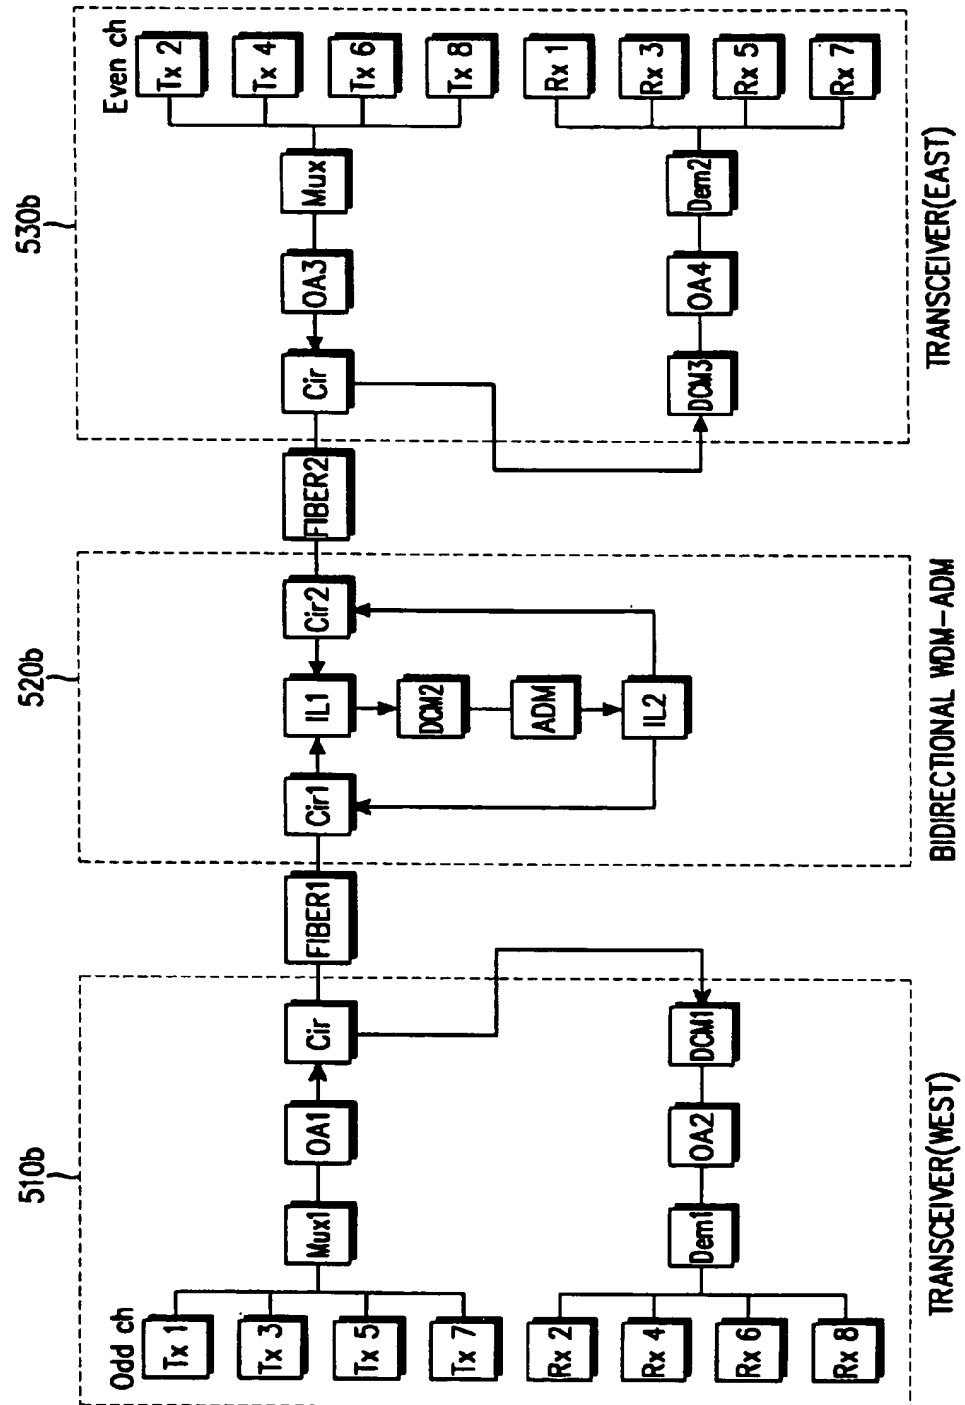 510b
520b
530b
Odd ch
Tx 1
Tx 3
Tx 5
Tx 7
Mux1
OA1
Cir
FIBER1
Cir1
IL1
Cir2
FIBER2
Cir
OA3
Mux
Even ch
Tx 2
Tx 4
Tx 6
Tx 8
DCM2
ADM
IL2
Rx 2
Rx 4
Rx 6
Rx 8
Dem1
OA2
DCM1
DCM3
OA4
Dem2
Rx 1
Rx 3
Rx 5
Rx 7
TRANSCEIVER(WEST)
BIDIRECTIONAL WDM-ADM
TRANSCEIVER(EAST)